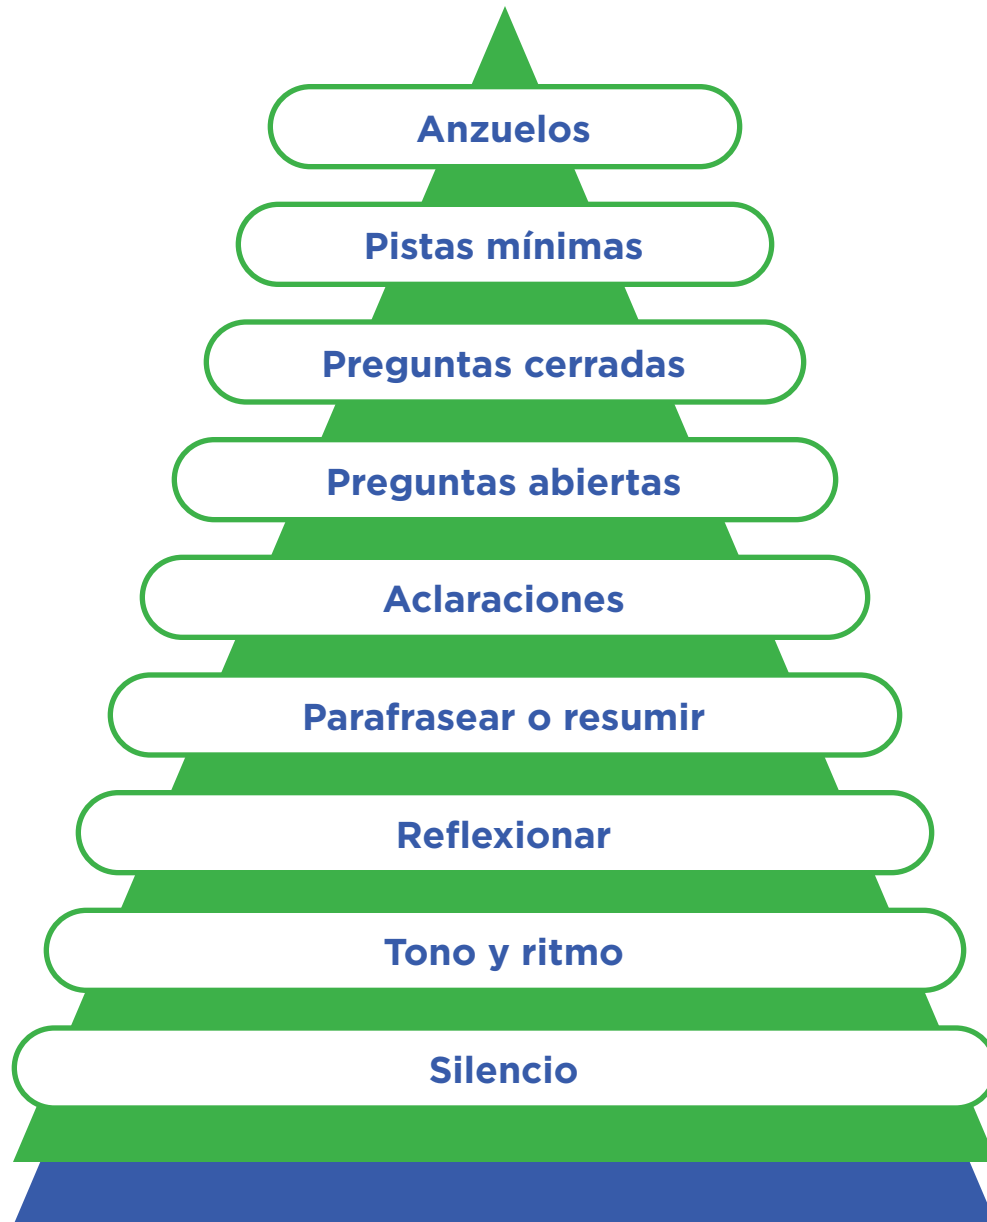 Anzuelos
Pistas mínimas
Preguntas cerradas
Preguntas abiertas
Aclaraciones
Parafrasear o resumir
Reflexionar
Tono y ritmo
Silencio